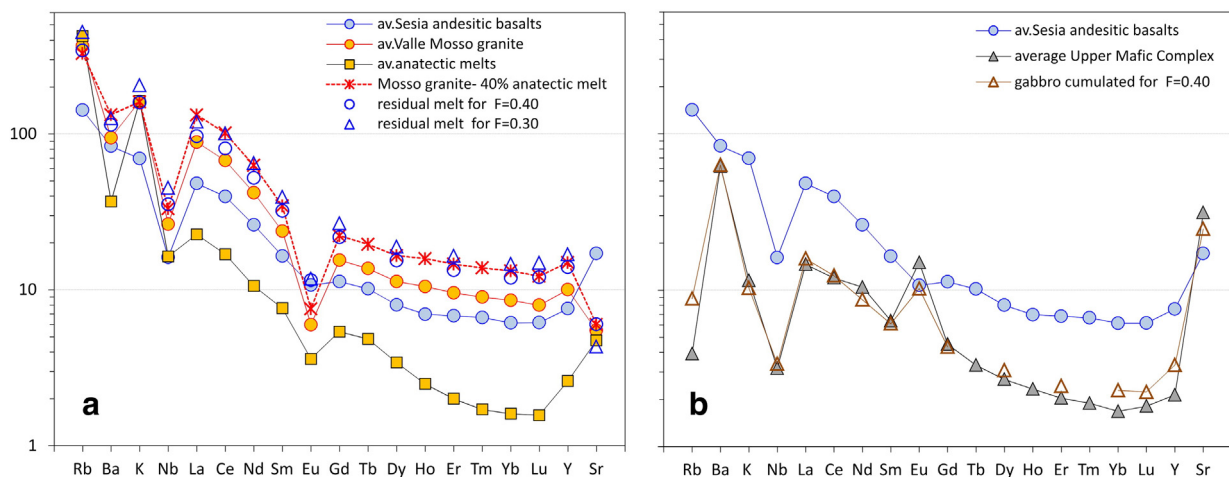 av.Sesia andesitic basalts
av.Valle Mosso granite
av.anatectic melts
Mosso granite- 40% anatectic melt
residual melt for F=0.40
residual melt for F=0.30
100
10
1
a
Rb Ba K Nb La Ce Nd Sm Eu Gd Tb Dy Ho Er Tm Yb Lu Y Sr
av.Sesia andesitic basalts
average Upper Mafic Complex
gabbro cumulated for F=0.40
b
Rb Ba K Nb La Ce Nd Sm Eu Gd Tb Dy Ho Er Tm Yb Lu Y Sr